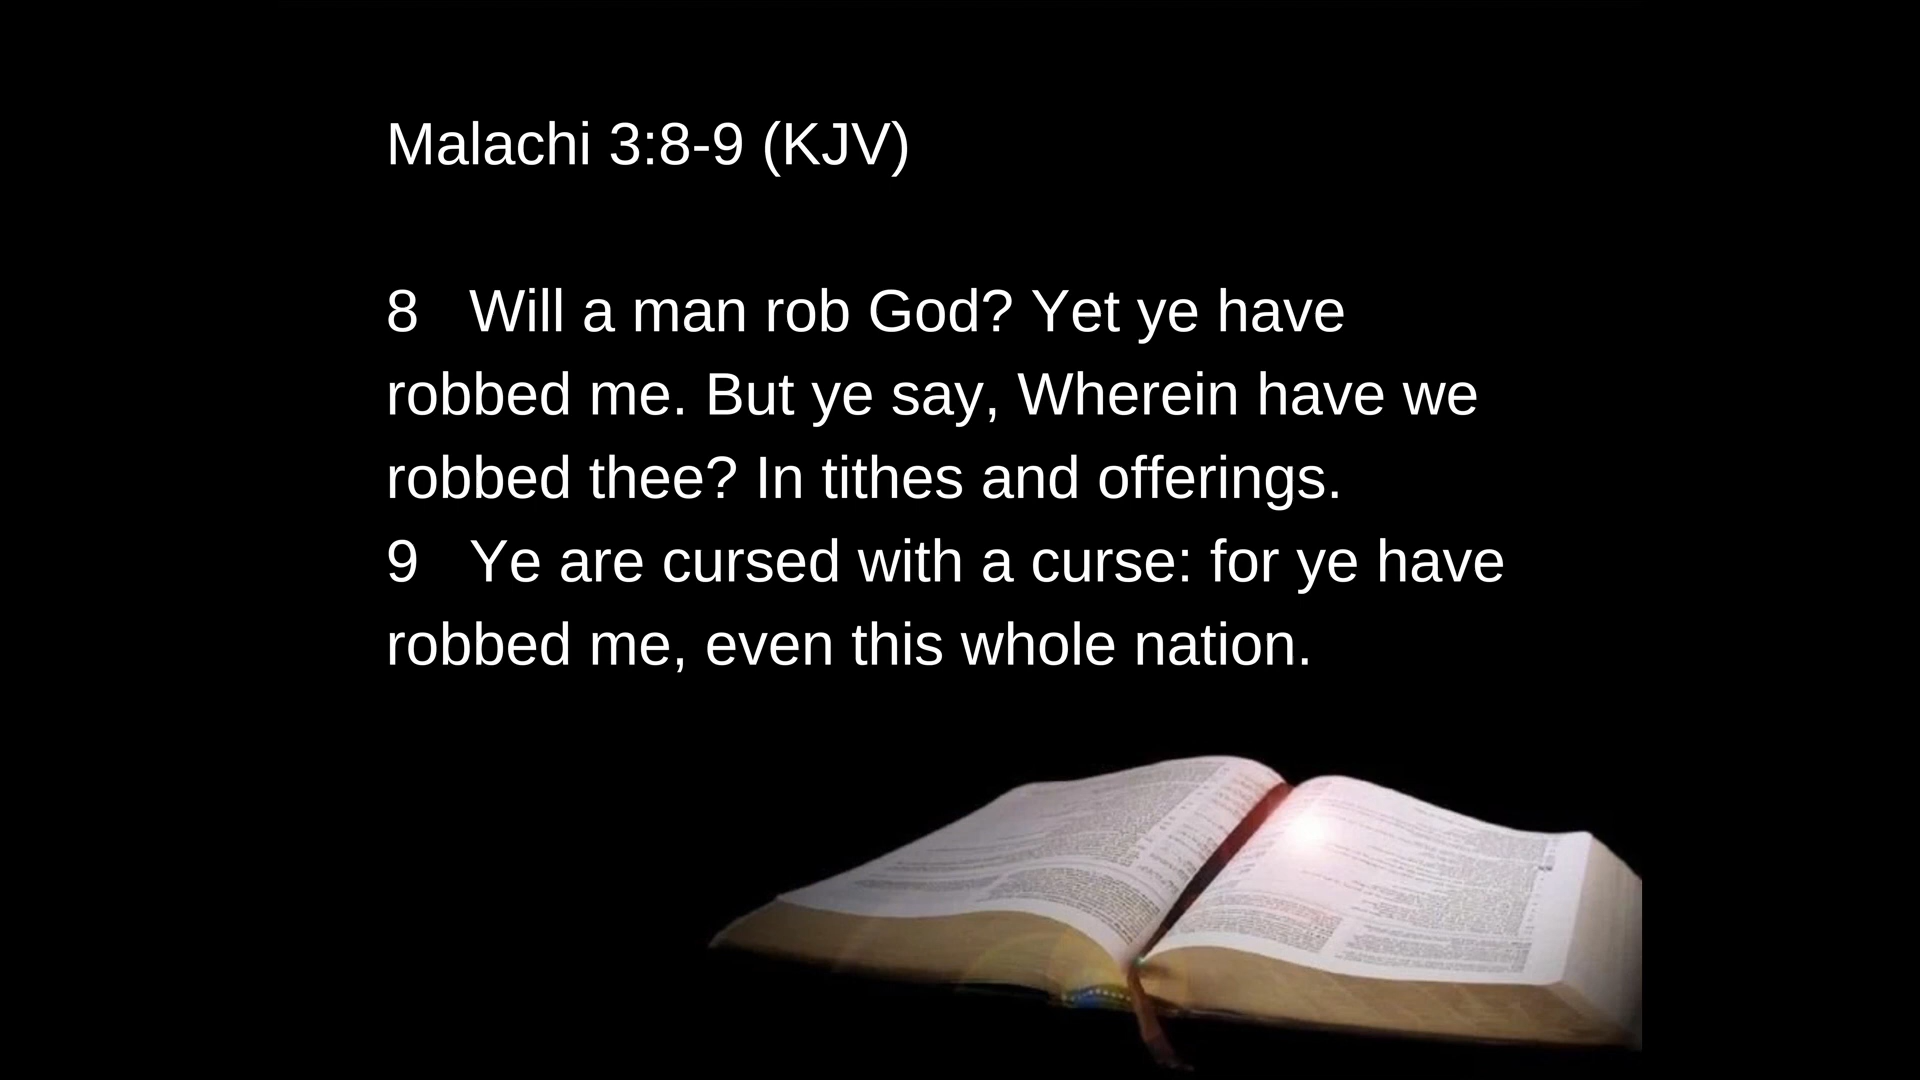 Malachi 3:8-9 (KJV)
8 Will a man rob God? Yet ye have
robbed me. But ye say, Wherein have we
robbed thee? In tithes and offerings.
9 Ye are cursed with a curse: for ye have
robbed me, even this whole nation.